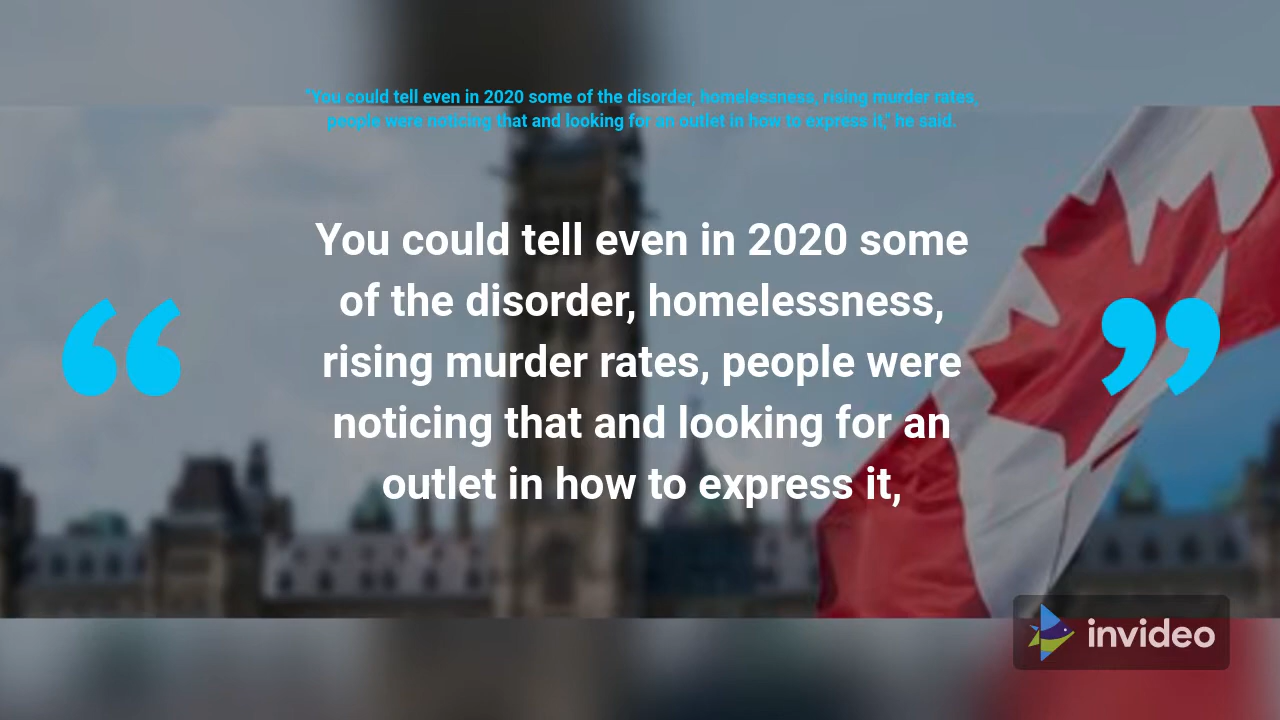 "You could tell even in 2020 some of the disorder, homelessness, rising murder rates,
people were noticing that and looking for an outlet in how to express it," he said.
You could tell even in 2020 some
of the disorder, homelessness,
rising murder rates, people were
noticing that and looking for an
outlet in how to express it,
“ ”
invideo